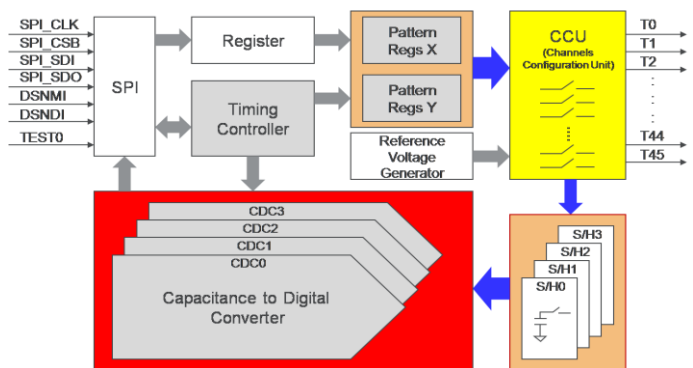 SPI_CLK
SPI_CSB
SPI_SDI
SPI_SDO
DSNMI
DSNDI
TEST0
SPI
Register
Timing
Controller
Pattern
Regs X
Pattern
Regs Y
Reference
Voltage
Generator
CCU
(Channels
Configuration Unit)
T0
T1
T2
T44
T45
CDC3
CDC2
CDC1
CDC0
Capacitance to Digital
Converter
S/H3
S/H2
S/H1
S/H0